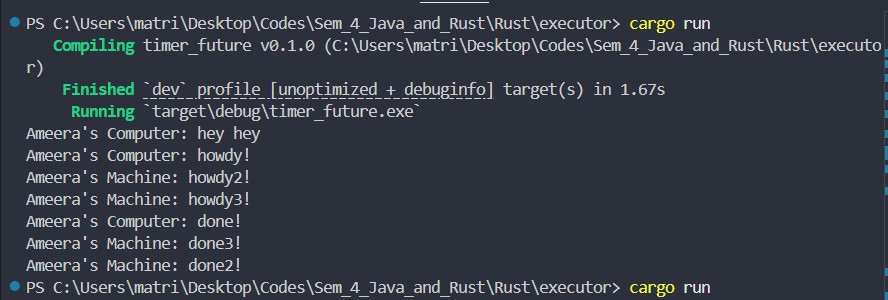 PS C:\Users\matri\Desktop\Codes\Sem_4_Java_and_Rust\Rust\executor> cargo run
   Compiling timer_future v0.1.0 (C:\Users\matri\Desktop\Codes\Sem_4_Java_and_Rust\Rust\executo
r)
    Finished `dev` profile [unoptimized + debuginfo] target(s) in 1.67s
     Running `target\debug\timer_future.exe`
Ameera's Computer: hey hey
Ameera's Computer: howdy!
Ameera's Machine: howdy2!
Ameera's Machine: howdy3!
Ameera's Computer: done!
Ameera's Machine: done3!
Ameera's Machine: done2!
PS C:\Users\matri\Desktop\Codes\Sem_4_Java_and_Rust\Rust\executor> cargo run